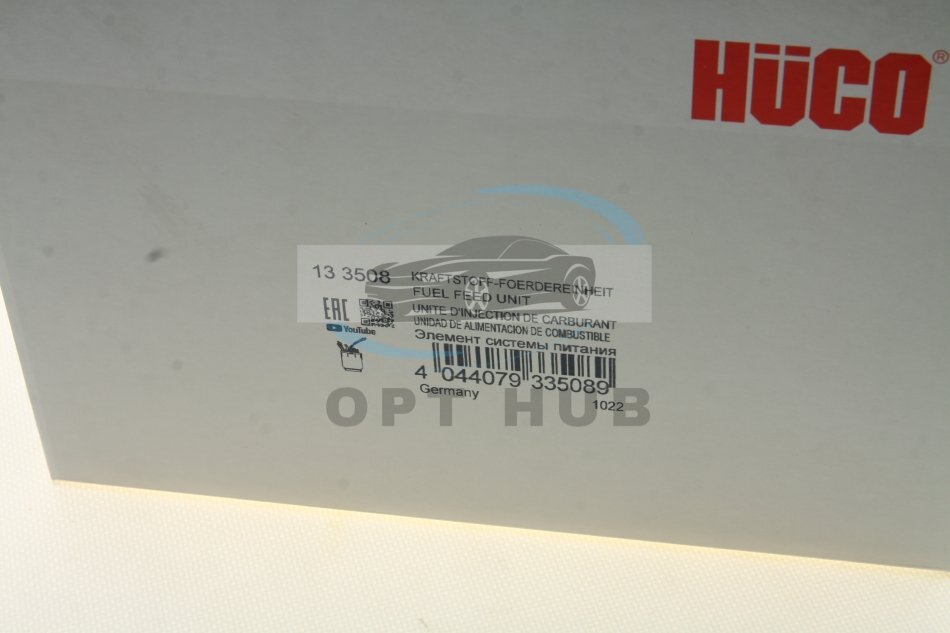 HÜCO®
13 3508
KRAFTSTOFF-FOERDEREINHEIT
FUEL FEED UNIT
UNITE D'INJECTION DE CARBURANT
UNIDAD DE ALIMENTACION DE COMBUSTIBLE
Элемент системы питания
EAC
YouTube
4 044079 335089
Germany
1022
OPT HUB